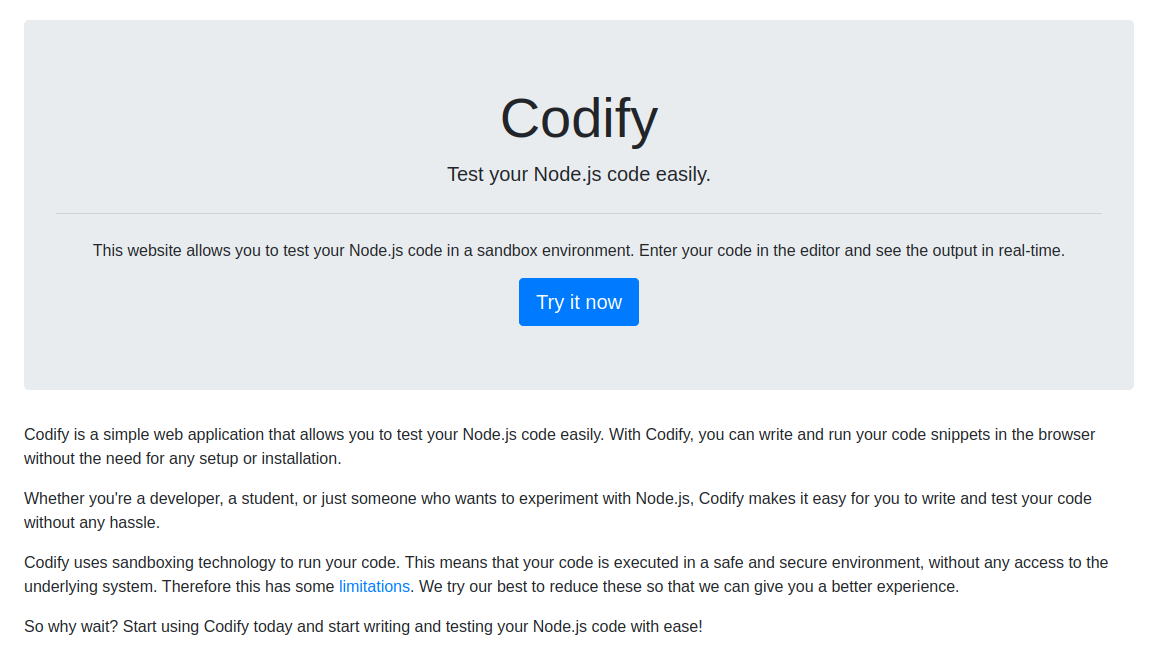 Codify
Test your Node.js code easily.
This website allows you to test your Node.js code in a sandbox environment. Enter your code in the editor and see the output in real-time.
Try it now
Codify is a simple web application that allows you to test your Node.js code easily. With Codify, you can write and run your code snippets in the browser
without the need for any setup or installation.
Whether you're a developer, a student, or just someone who wants to experiment with Node.js, Codify makes it easy for you to write and test your code
without any hassle.
Codify uses sandboxing technology to run your code. This means that your code is executed in a safe and secure environment, without any access to the
underlying system. Therefore this has some limitations. We try our best to reduce these so that we can give you a better experience.
So why wait? Start using Codify today and start writing and testing your Node.js code with ease!